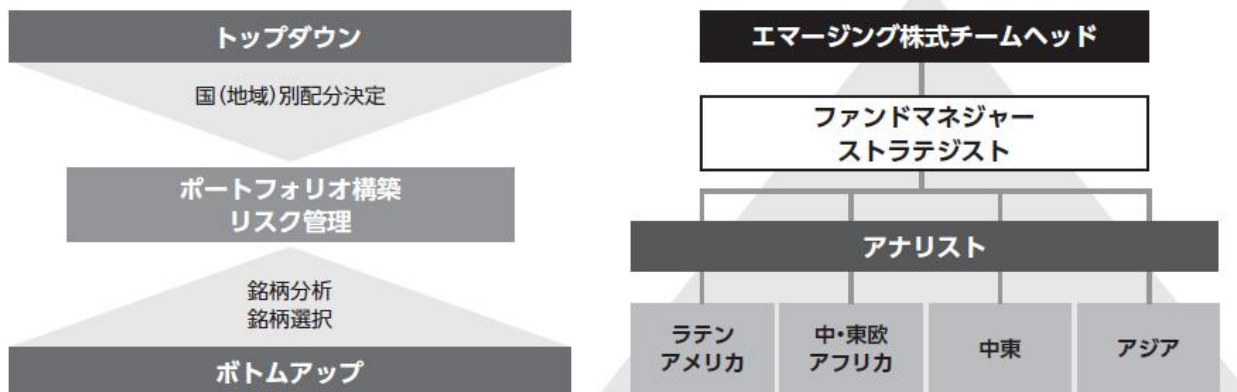 トップダウン
国(地域)別配分決定
ポートフォリオ構築
リスク管理
銘柄分析
銘柄選択
ボトムアップ
エマージング株式チームヘッド
ファンドマネジャー
ストラテジスト
アナリスト
ラテン
アメリカ
中・東欧
アフリカ
中東
アジア